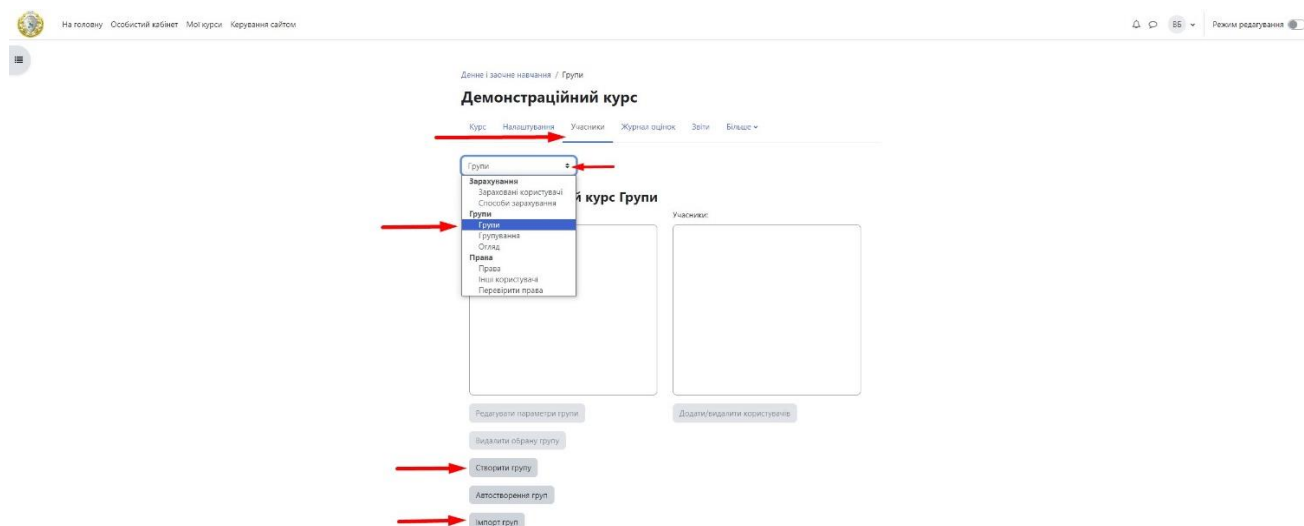 На головну Особистий кабінет Мої курси Керування сайтом ВБ Режим редагування
Денне і заочне навчання / Групи
Демонстраційний курс
Курс Налаштування Учасники Журнал оцінок Звіти Більше
Групи
Зарахування
Зараховані користувачі
Способи зарахування
Групи
Групи
Групування
Огляд
Права
Права
Інші користувачі
Перевірити права
й курс Групи
Учасники:
Редагувати параметри групи
Додати/видалити користувачів
Видалити обрану групу
Створити групу
Автостворення груп
Імпорт груп